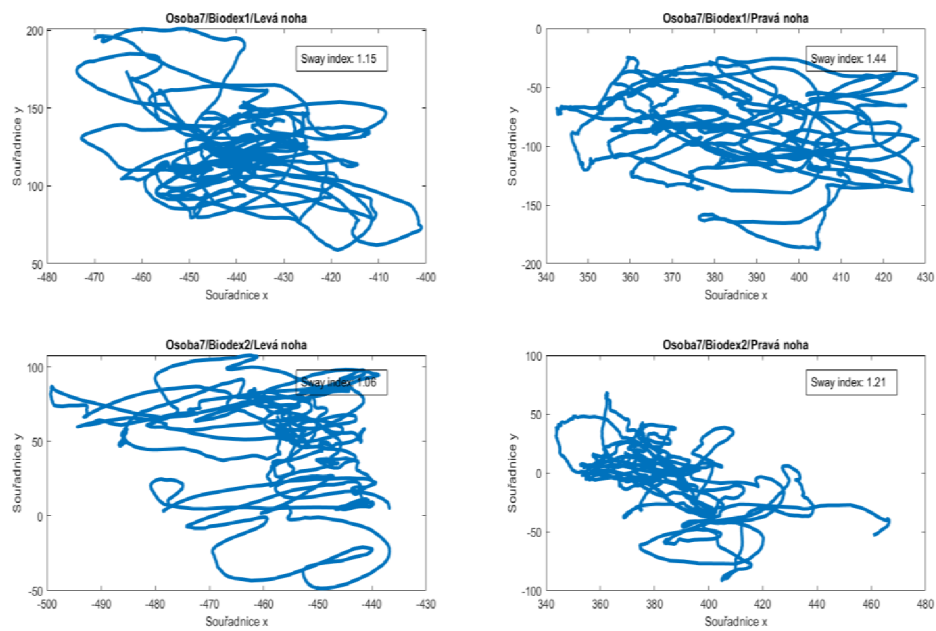 Osoba7/Biodex1/Levá noha
Sway index: 1.15
Souřadnice y
200
150
100
50
-480 -470 -460 -450 -440 -430 -420 -410 -400
Souřadnice x
Osoba7/Biodex1/Pravá noha
Sway index: 1.44
Souřadnice y
0
-50
-100
-150
-200
340 350 360 370 380 390 400 410 420 430
Souřadnice x
Osoba7/Biodex2/Levá noha
Sway index: 1.06
Souřadnice y
100
50
0
-50
-500 -490 -480 -470 -460 -450 -440 -430
Souřadnice x
Osoba7/Biodex2/Pravá noha
Sway index: 1.21
Souřadnice y
100
50
0
-50
-100
340 360 380 400 420 440 460 480
Souřadnice x